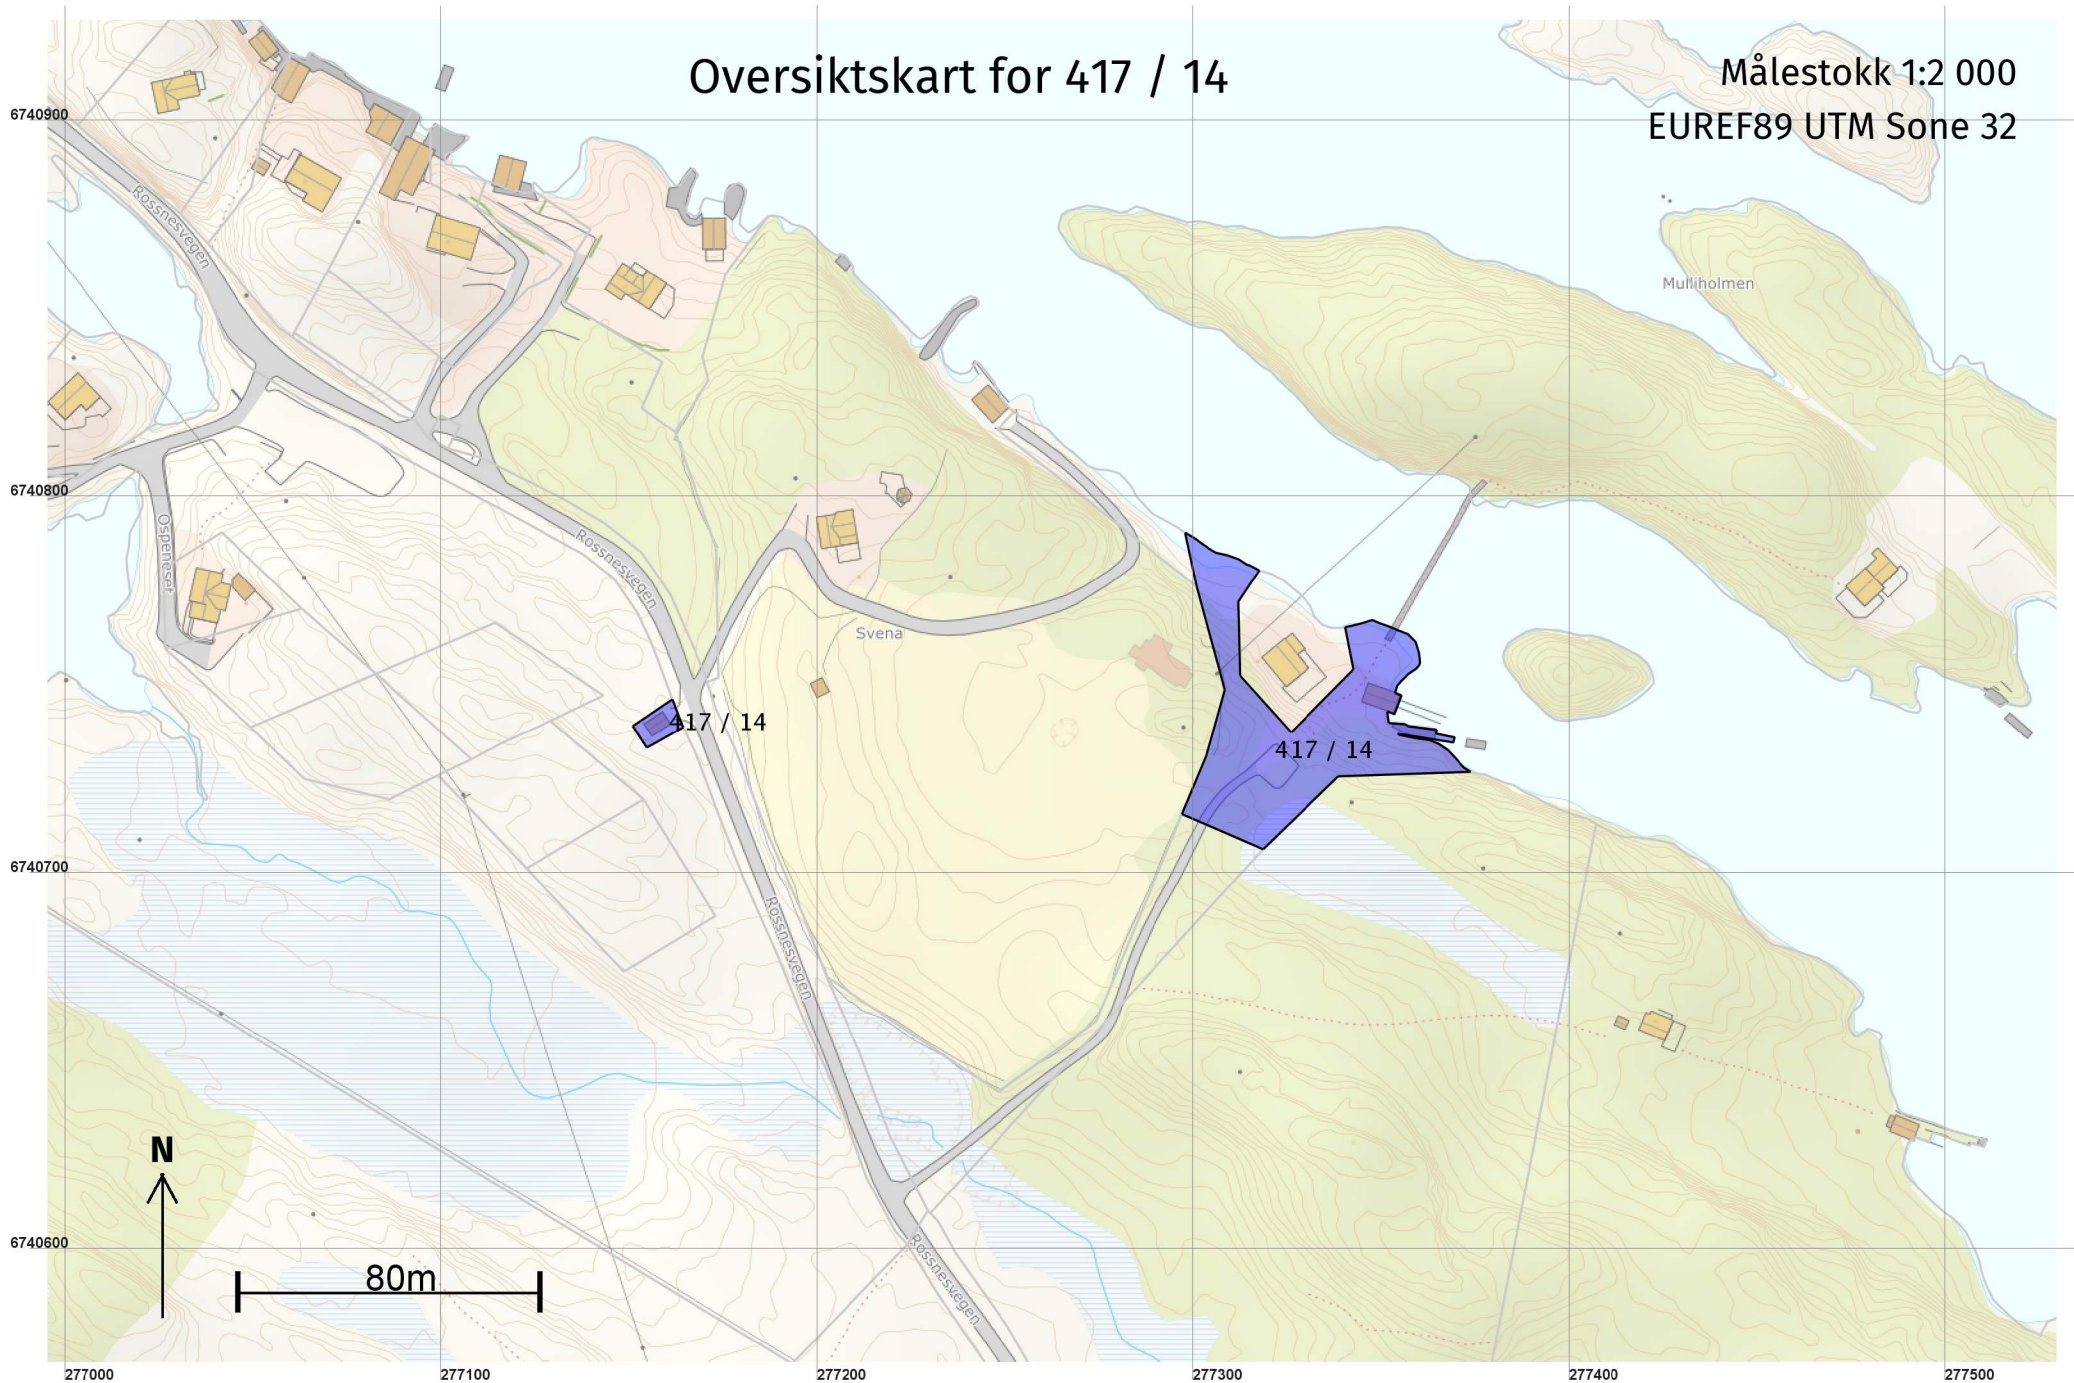 Oversiktskart for 417 / 14
Målestokk 1:2 000
EUREF89 UTM Sone 32
6740900
Rossnesvegen
Mulliholmen
6740800
Ospeneset
Rossnesvegen
Svena
417 / 14
417 / 14
6740700
Rossnesvegen
N
6740600
Rossnesvegen
80m
277000
277100
277200
277300
277400
277500